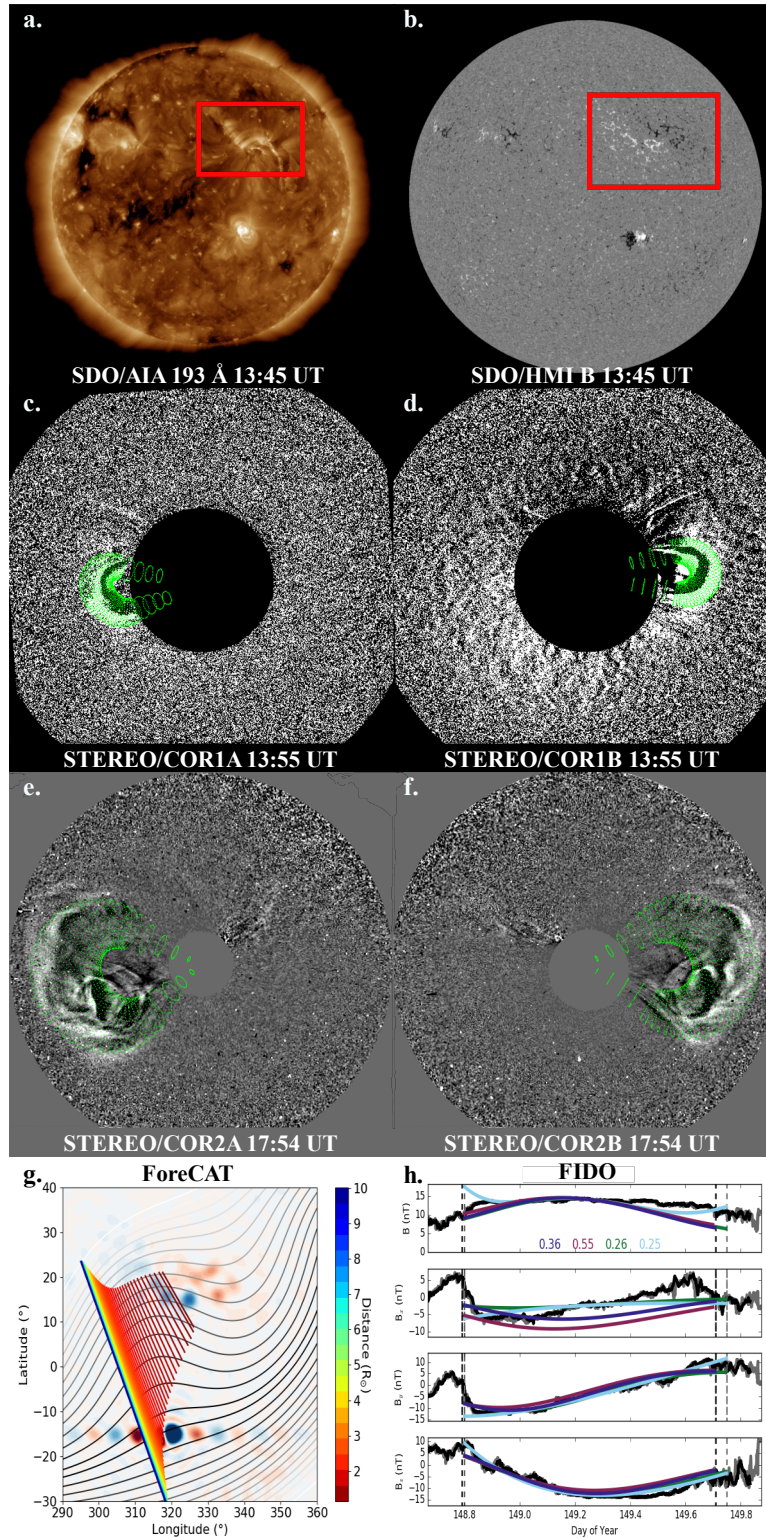 a.
b.
SDO/AIA 193 Å 13:45 UT
SDO/HMI B 13:45 UT
c.
d.
STEREO/COR1A 13:55 UT
STEREO/COR1B 13:55 UT
e.
f.
STEREO/COR2A 17:54 UT
STEREO/COR2B 17:54 UT
g.
ForeCAT
40
30
20
10
0
−10
−20
−30
Latitude (°)
290 300 310 320 330 340 350 360
Longitude (°)
10
9
8
7
6
5
4
3
2
Distance (R⊙)
h.
FIDO
15
10
5
0
B (nT)
0.36 0.55 0.26 0.25
5
0
−5
−10
Bₓ (nT)
10
5
0
−5
−10
−15
Bᵧ (nT)
5
0
−5
−10
−15
B_z (nT)
148.8 149.0 149.2 149.4 149.6 149.8
Day of Year